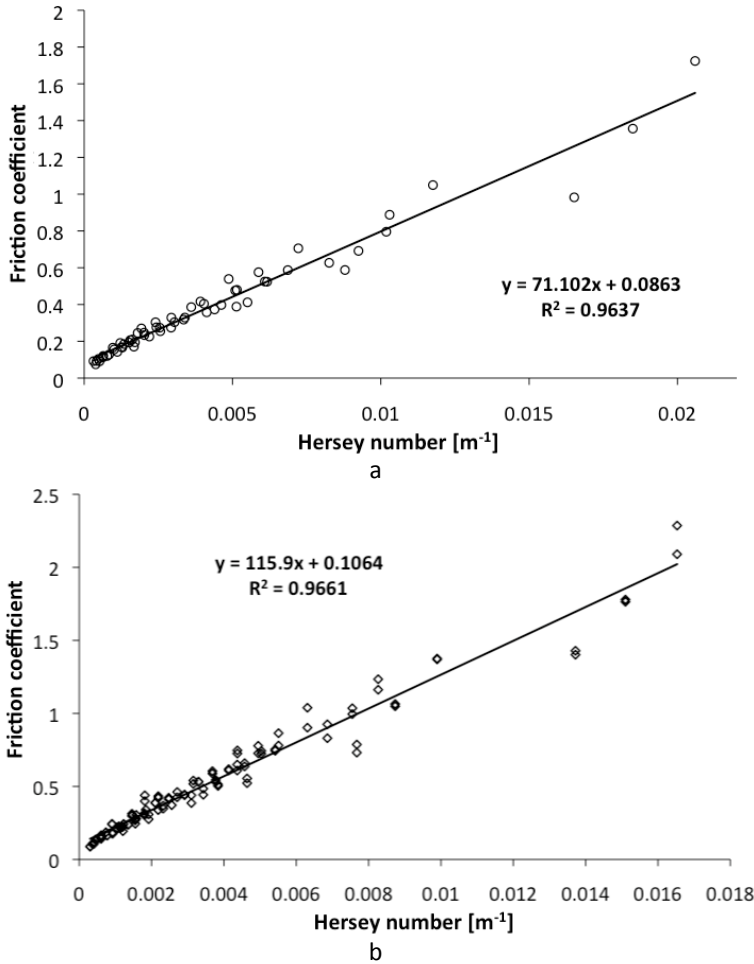 2
1.8
1.6
1.4
1.2
1
0.8
0.6
0.4
0.2
0
Friction coefficient
y = 71.102x + 0.0863
R² = 0.9637
0 0.005 0.01 0.015 0.02
Hersey number [m⁻¹]
a
2.5
2
1.5
1
0.5
0
Friction coefficient
y = 115.9x + 0.1064
R² = 0.9661
0 0.002 0.004 0.006 0.008 0.01 0.012 0.014 0.016 0.018
Hersey number [m⁻¹]
b